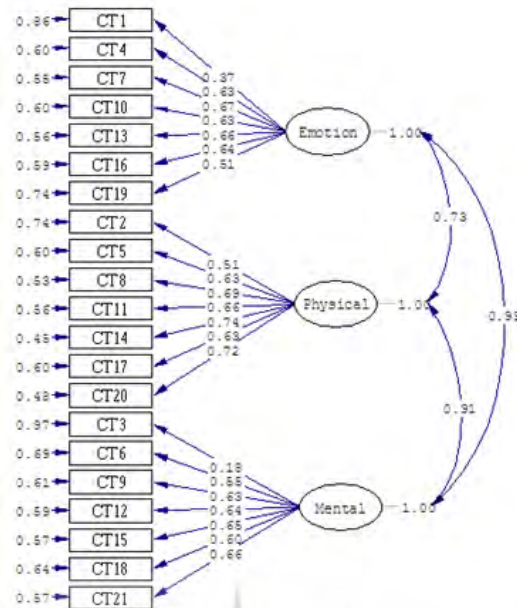 0.86 CT1
0.60 CT4
0.55 CT7
0.60 CT10
0.56 CT13
0.59 CT16
0.74 CT19
0.74 CT2
0.60 CT5
0.53 CT8
0.56 CT11
0.45 CT14
0.60 CT17
0.48 CT20
0.97 CT3
0.69 CT6
0.61 CT9
0.59 CT12
0.57 CT15
0.64 CT18
0.57 CT21
0.37
0.63
0.67
0.63
0.66
0.64
0.51
Emotion 1.00
0.51
0.63
0.69
0.66
0.74
0.63
0.72
Physical 1.00
0.18
0.55
0.63
0.64
0.65
0.60
0.66
Mental 1.00
0.73
0.91